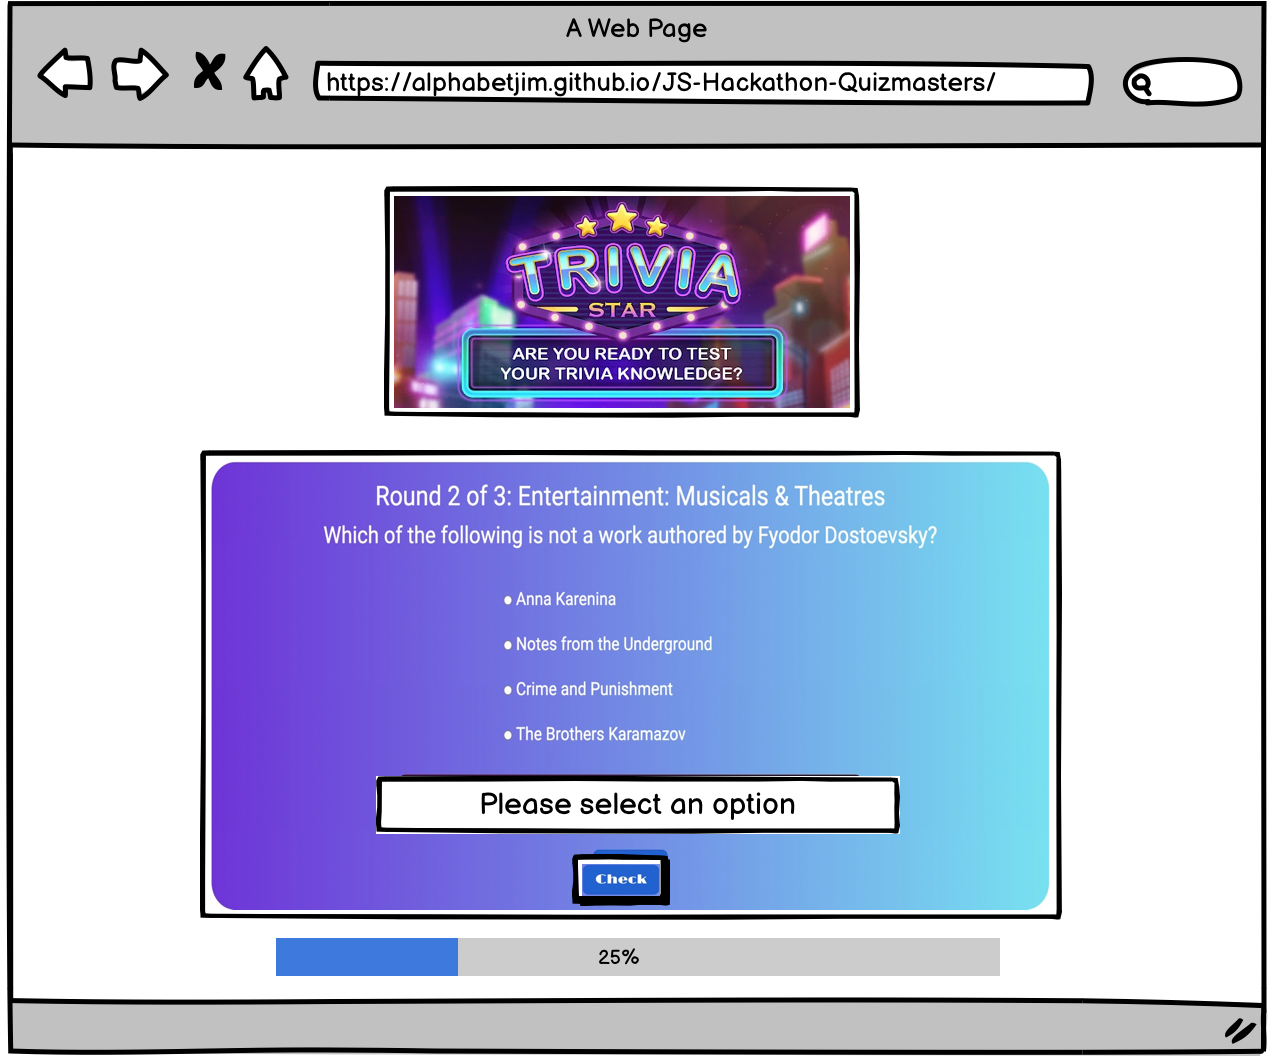 A Web Page
https://alphabetjim.github.io/JS-Hackathon-Quizmasters/
TRIVIA
STAR
ARE YOU READY TO TEST
YOUR TRIVIA KNOWLEDGE?
Round 2 of 3: Entertainment: Musicals & Theatres
Which of the following is not a work authored by Fyodor Dostoevsky?
● Anna Karenina
● Notes from the Underground
● Crime and Punishment
● The Brothers Karamazov
Please select an option
Check
25%